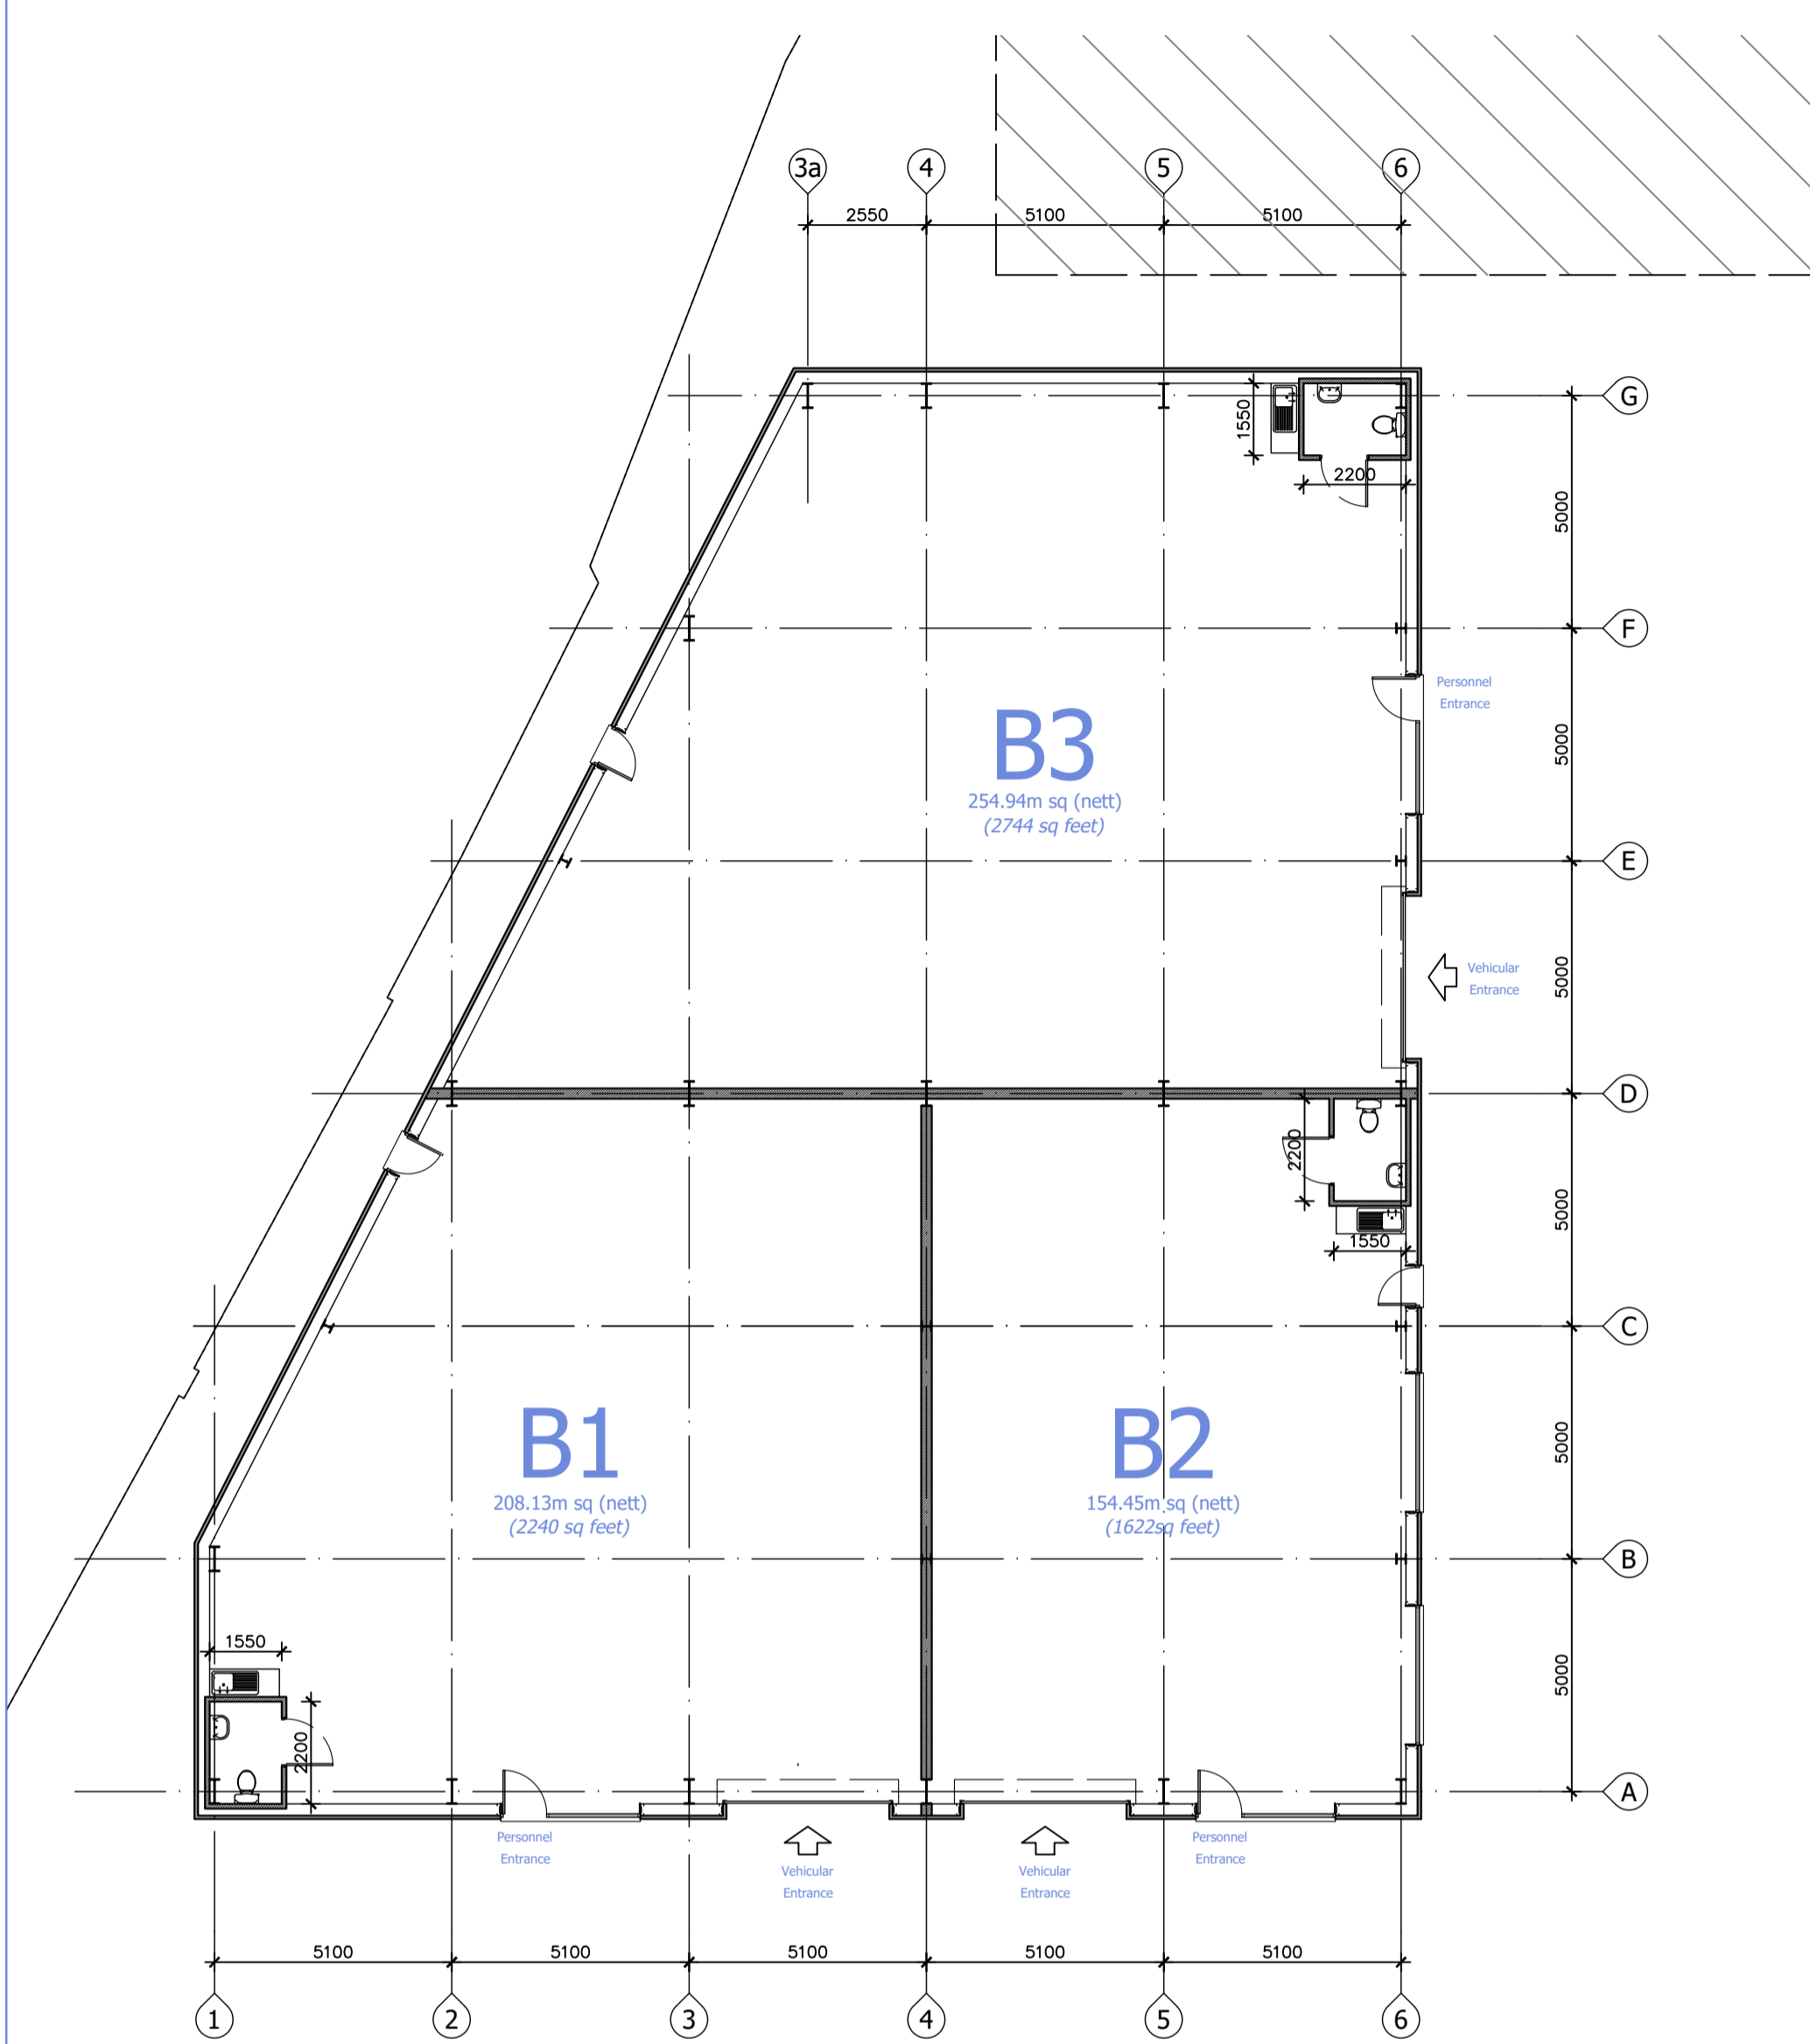 3a 4 5 6
2550 5100 5100
G
1550
2200
5000
F
Personnel
Entrance
B3
254.94m sq (nett)
(2744 sq feet)
5000
E
Vehicular
Entrance
5000
D
2200
1550
5000
C
B1
208.13m sq (nett)
(2240 sq feet)
B2
154.45m sq (nett)
(1622sq feet)
5000
B
1550
2200
5000
A
Personnel
Entrance
Vehicular
Entrance
Vehicular
Entrance
Personnel
Entrance
5100 5100 5100 5100 5100
1 2 3 4 5 6